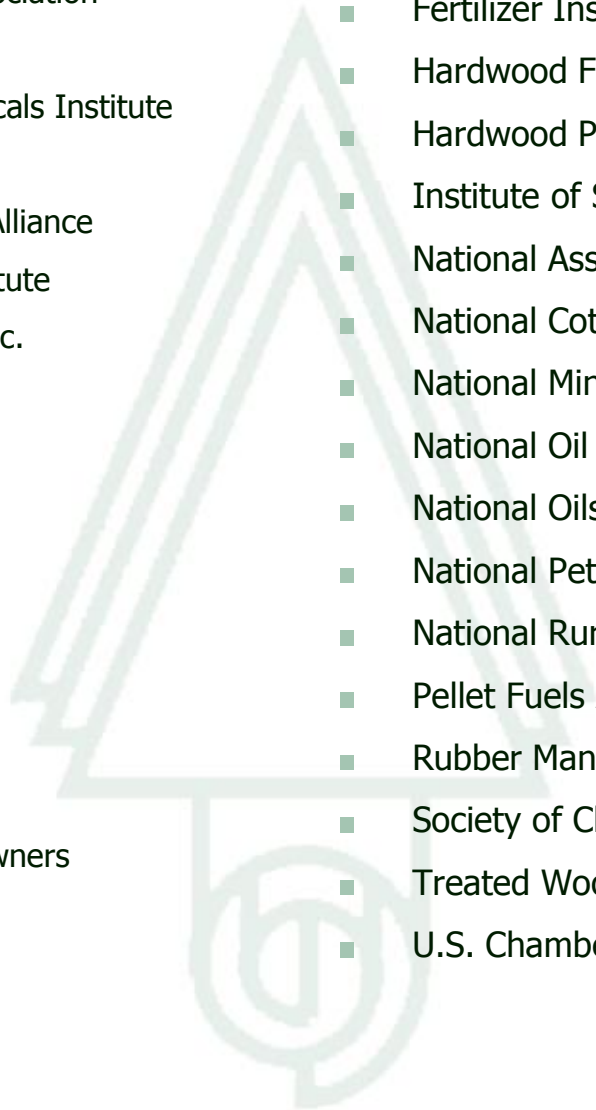 ociation
cals Institute
Alliance
tute
c.
wners
Fertilizer Ins
Hardwood F
Hardwood P
Institute of S
National Ass
National Cot
National Min
National Oil
National Oils
National Pet
National Rur
Pellet Fuels
Rubber Man
Society of Ch
Treated Woo
U.S. Chambe